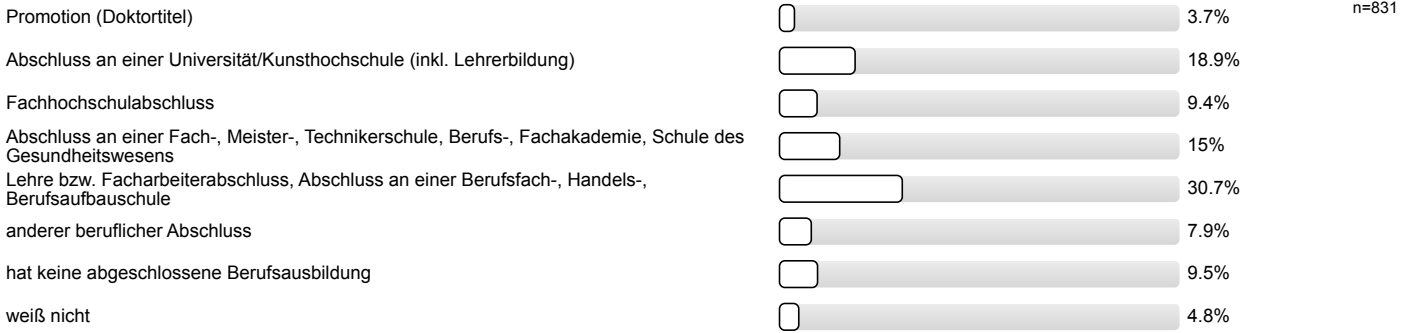 Promotion (Doktortitel) 3.7% n=831
Abschluss an einer Universität/Kunsthochschule (inkl. Lehrerbildung) 18.9%
Fachhochschulabschluss 9.4%
Abschluss an einer Fach-, Meister-, Technikerschule, Berufs-, Fachakademie, Schule des
Gesundheitswesens 15%
Lehre bzw. Facharbeiterabschluss, Abschluss an einer Berufsfach-, Handels-,
Berufsaufbauschule 30.7%
anderer beruflicher Abschluss 7.9%
hat keine abgeschlossene Berufsausbildung 9.5%
weiß nicht 4.8%